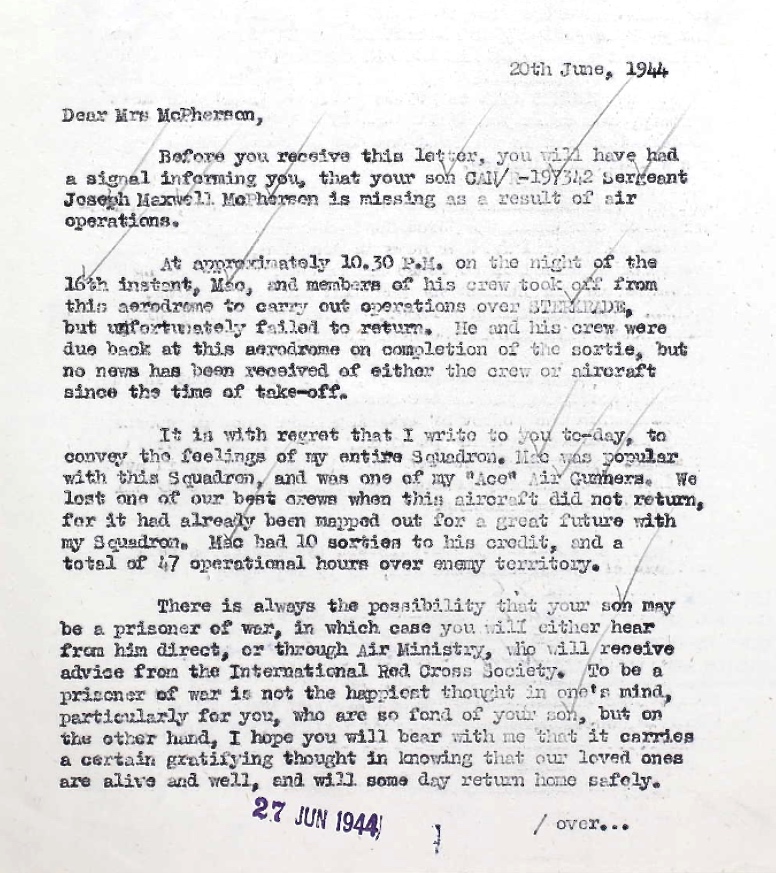 20th June, 1944
Dear Mrs McPherson,
Before you receive this letter, you will have had
a signal informing you, that your son CAN/R-197342 Sergeant
Joseph Maxwell McPherson is missing as a result of air
operations.
At approximately 10.30 P.M. on the night of the
16th instant, Mac, and members of his crew took off from
this aerodrome to carry out operations over STERKRADE,
but unfortunately failed to return. He and his crew were
due back at this aerodrome on completion of the sortie, but
no news has been received of either the crew or aircraft
since the time of take-off.
It is with regret that I write to you to-day, to
convey the feelings of my entire Squadron. Mac was popular
with this Squadron, and was one of my "Ace" Air Gunners. We
lost one of our best crews when this aircraft did not return,
for it had already been mapped out for a great future with
my Squadron. Mac had 10 sorties to his credit, and a
total of 47 operational hours over enemy territory.
There is always the possibility that your son may
be a prisoner of war, in which case you will either hear
from him direct, or through Air Ministry, who will receive
advice from the International Red Cross Society. To be a
prisoner of war is not the happiest thought in one's mind,
particularly for you, who are so fond of your son, but on
the other hand, I hope you will bear with me that it carries
a certain gratifying thought in knowing that our loved ones
are alive and well, and will some day return home safely.
27 JUN 1944
/ over...